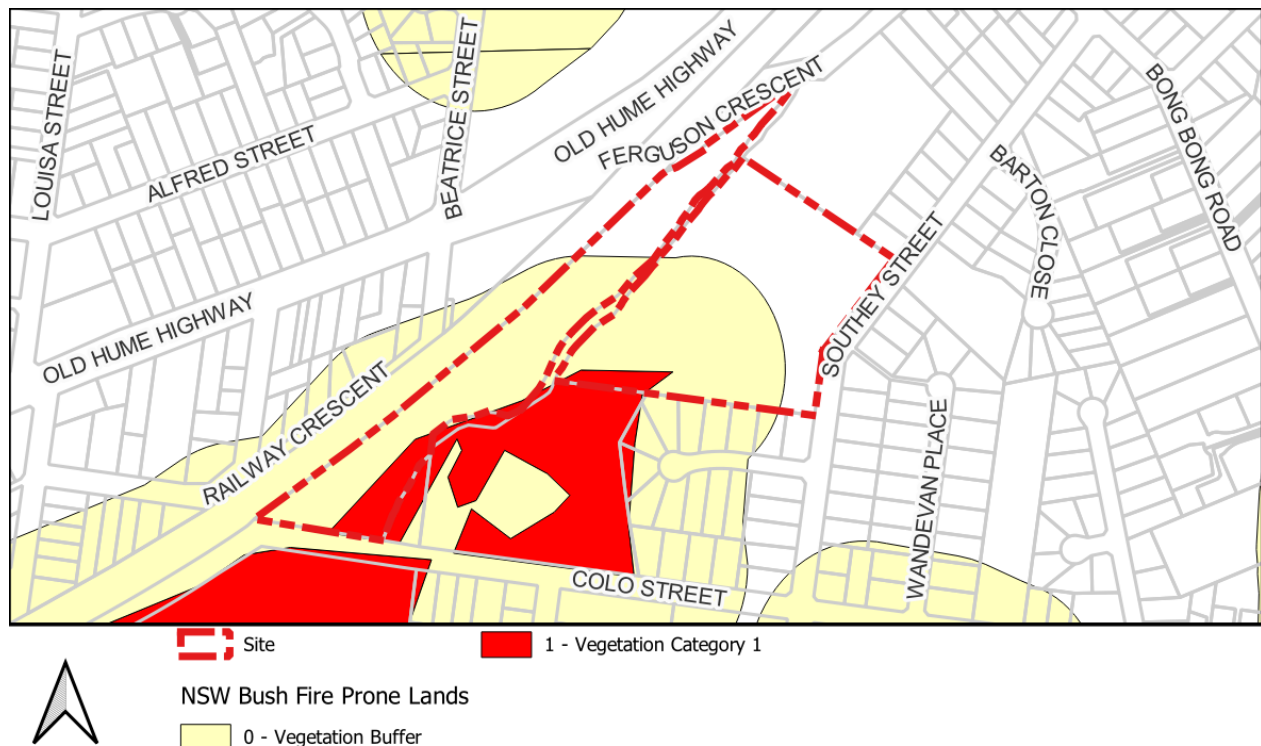 LOUISA STREET
ALFRED STREET
BEATRICE STREET
OLD HUME HIGHWAY
FERGUSON CRESCENT
BONG BONG ROAD
BARTON CLOSE
SOUTHEY STREET
OLD HUME HIGHWAY
RAILWAY CRESCENT
WANDEVAN PLACE
COLO STREET
Site
1 - Vegetation Category 1
NSW Bush Fire Prone Lands
0 - Vegetation Buffer